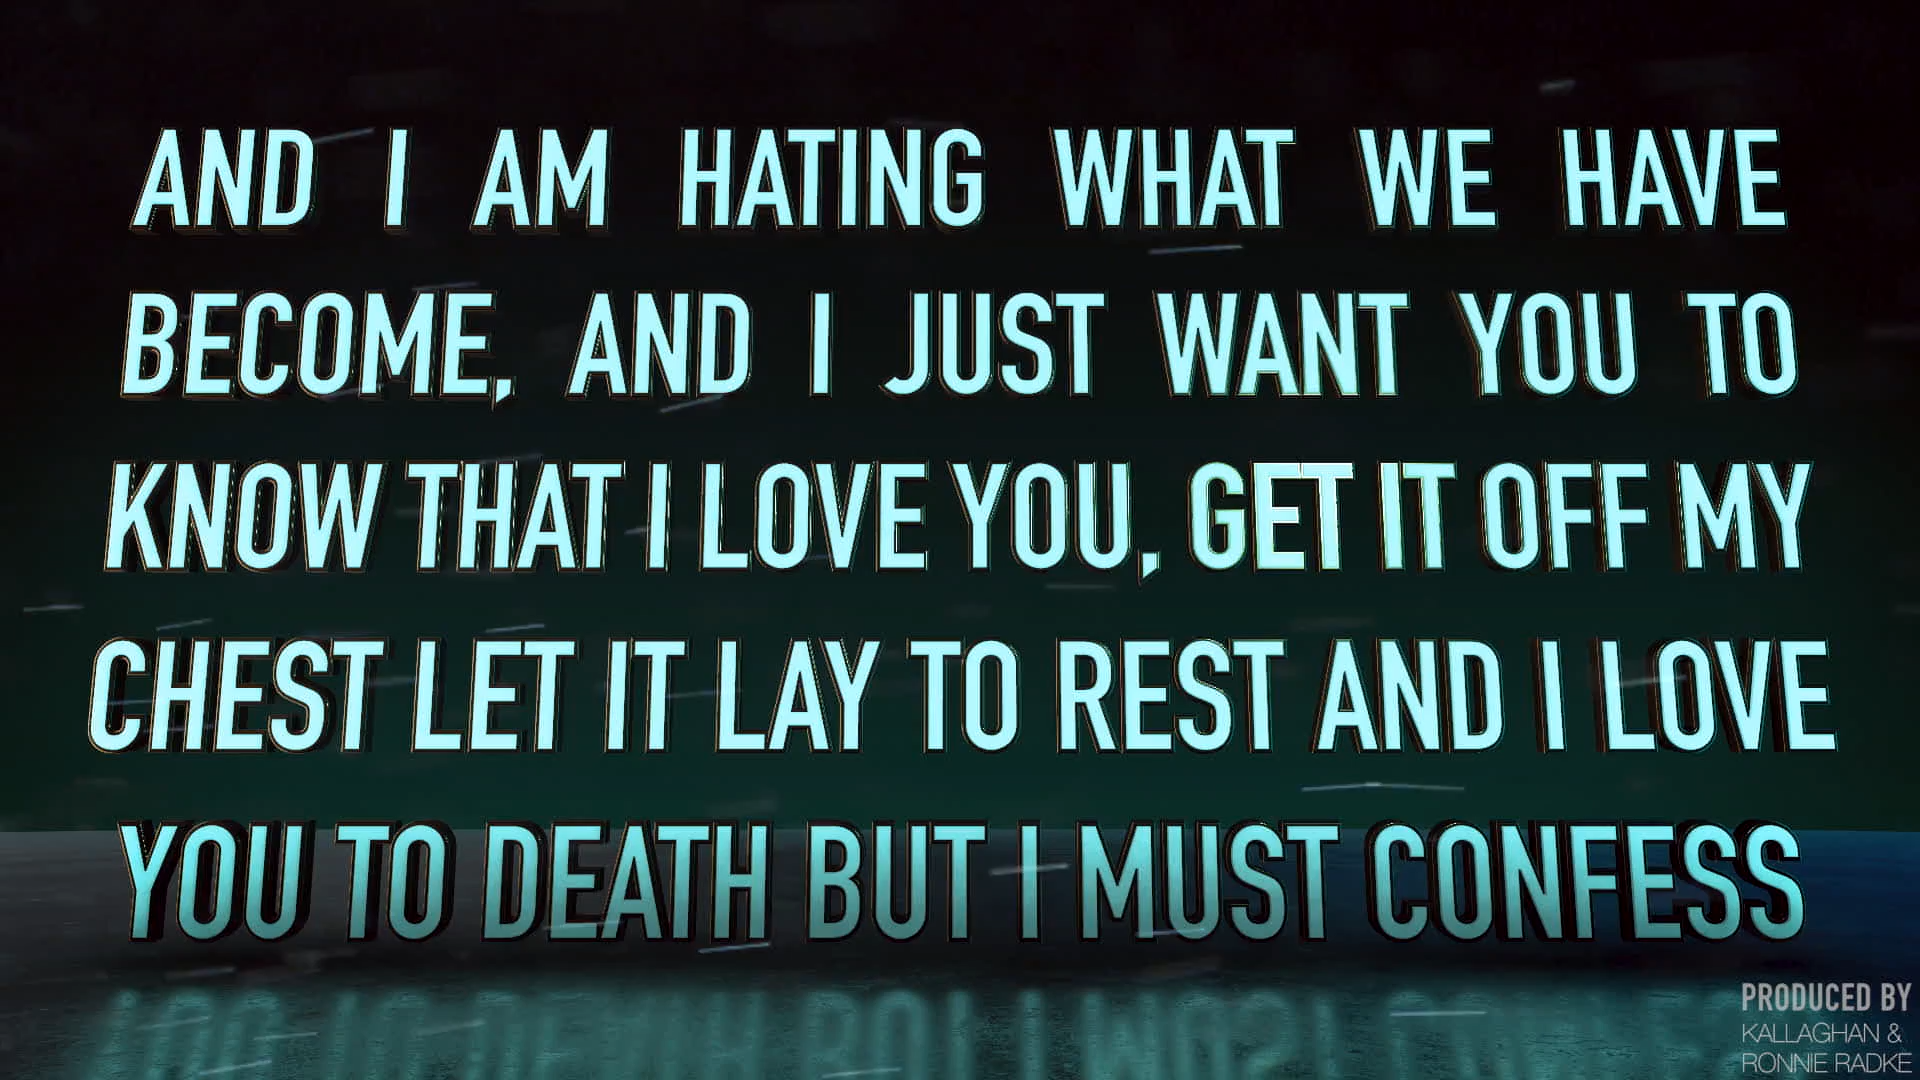 AND I AM HATING WHAT WE HAVE
BECOME, AND I JUST WANT YOU TO
KNOW THAT I LOVE YOU, GET IT OFF MY
CHEST LET IT LAY TO REST AND I LOVE
YOU TO DEATH BUT I MUST CONFESS
PRODUCED BY
KALLAGHAN &
RONNIE RADKE